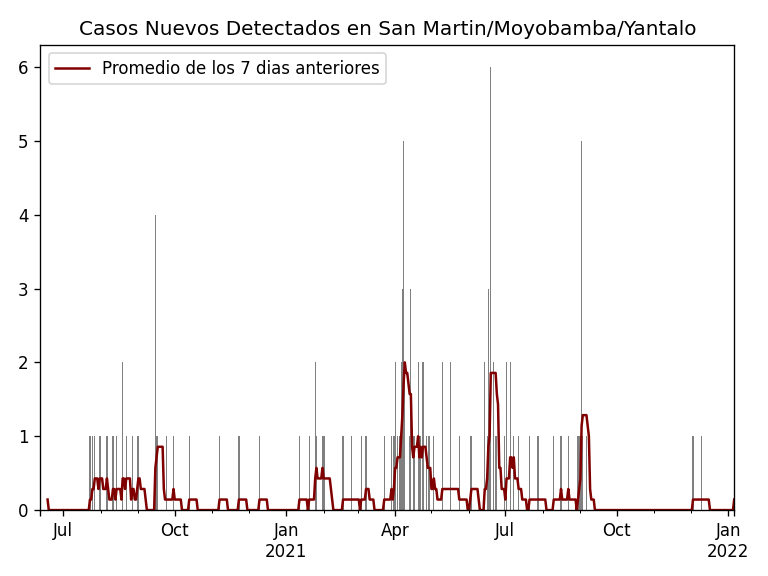 Casos Nuevos Detectados en San Martin/Moyobamba/Yantalo
Promedio de los 7 dias anteriores
6
5
4
3
2
1
0
Jul
Oct
Jan
2021
Apr
Jul
Oct
Jan
2022